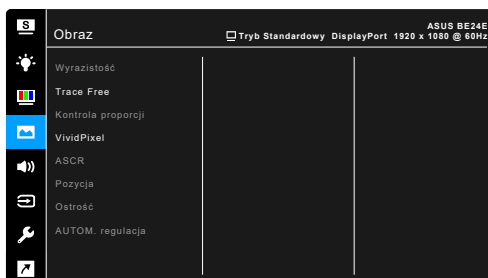 S
Obraz
ASUS BE24E
Tryb Standardowy DisplayPort 1920 x 1080 @ 60Hz
Wyrazistość
Trace Free
Kontrola proporcji
VividPixel
ASCR
Pozycja
Ostrość
AUTOM. regulacja